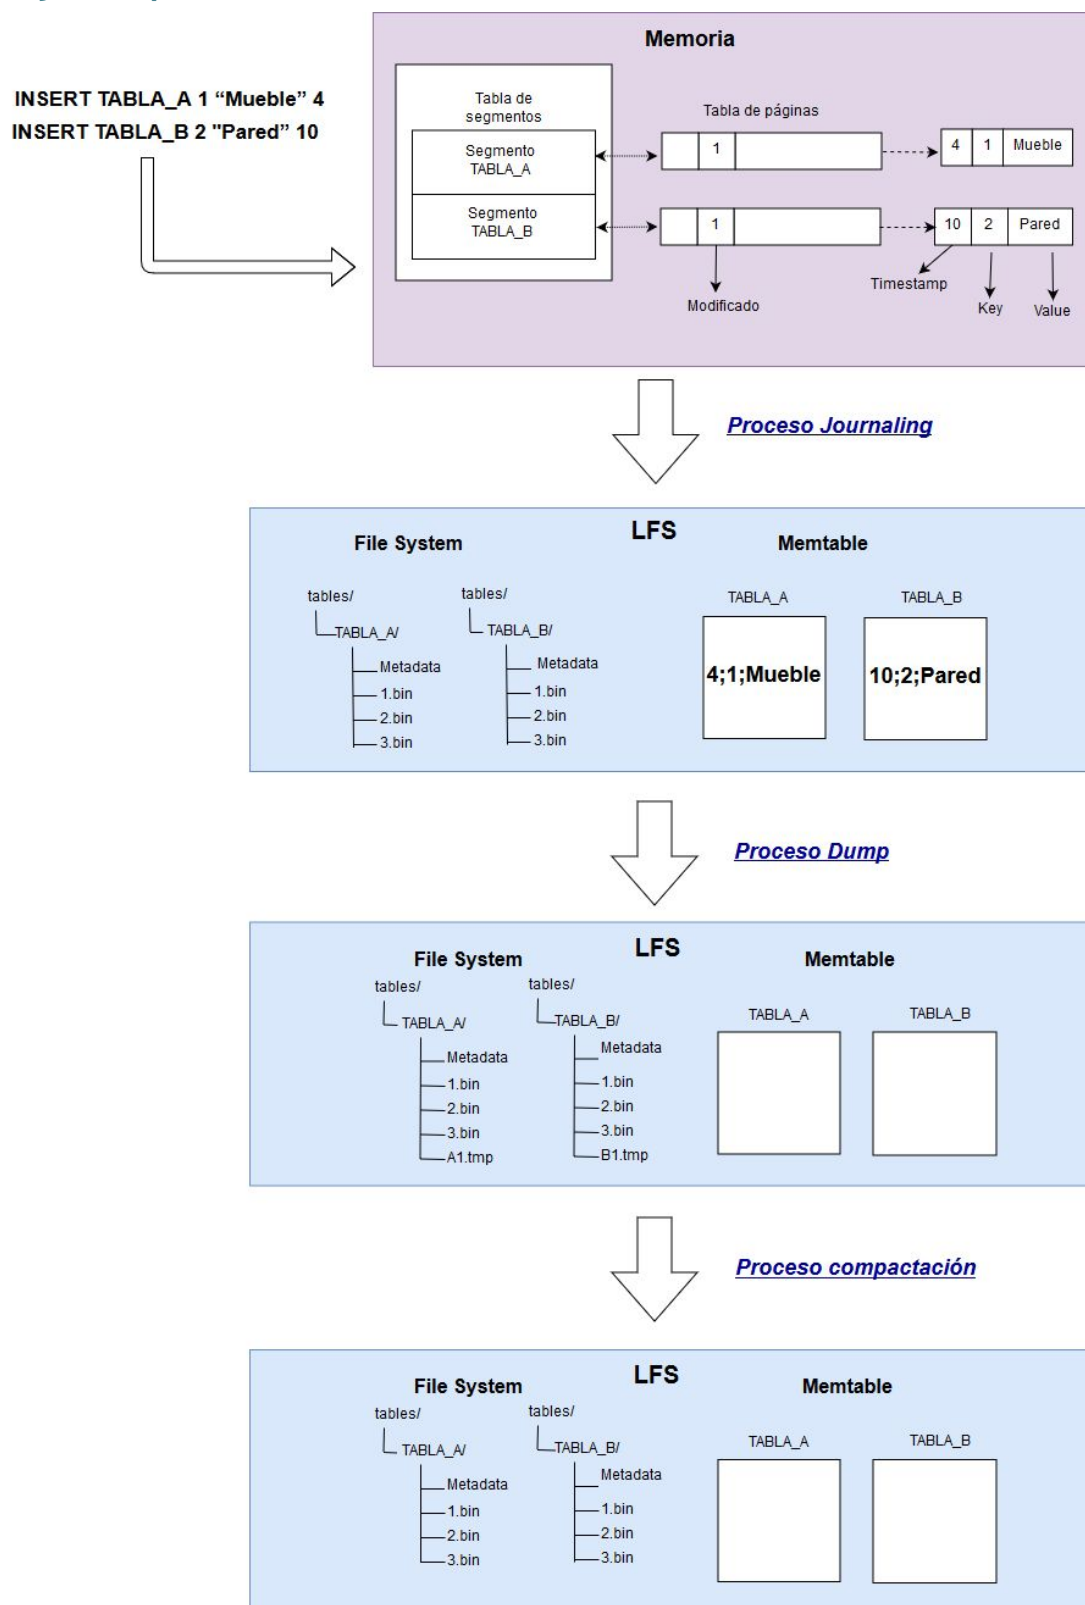 Memoria
INSERT TABLA_A 1 “Mueble” 4
INSERT TABLA_B 2 "Pared” 10
Tabla de
segmentos
Segmento
TABLA_A
Segmento
TABLA_B
Tabla de páginas
1
4 1 Mueble
1
10 2 Pared
Modificado
Timestamp
Key
Value
Proceso Journaling
LFS
File System
Memtable
tables/
TABLA_A/
Metadata
1.bin
2.bin
3.bin
tables/
TABLA_B/
Metadata
1.bin
2.bin
3.bin
TABLA_A
4;1;Mueble
TABLA_B
10;2;Pared
Proceso Dump
LFS
File System
Memtable
tables/
TABLA_A/
Metadata
1.bin
2.bin
3.bin
A1.tmp
tables/
TABLA_B/
Metadata
1.bin
2.bin
3.bin
B1.tmp
TABLA_A
TABLA_B
Proceso compactación
LFS
File System
Memtable
tables/
TABLA_A/
Metadata
1.bin
2.bin
3.bin
tables/
TABLA_B/
Metadata
1.bin
2.bin
3.bin
TABLA_A
TABLA_B